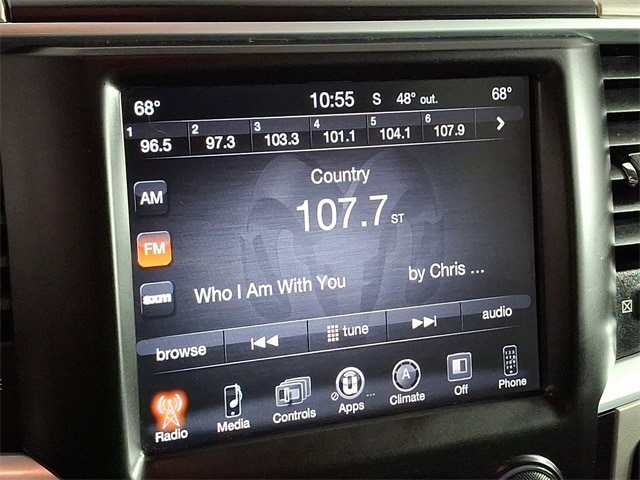 68° 10:55 S 48° out. 68°
1 96.5 2 97.3 3 103.3 4 101.1 5 104.1 6 107.9
Country
AM
107.7 ST
FM
Who I Am With You by Chris ...
sxm
browse tune audio
Radio Media Controls Apps ... A Climate Off Phone